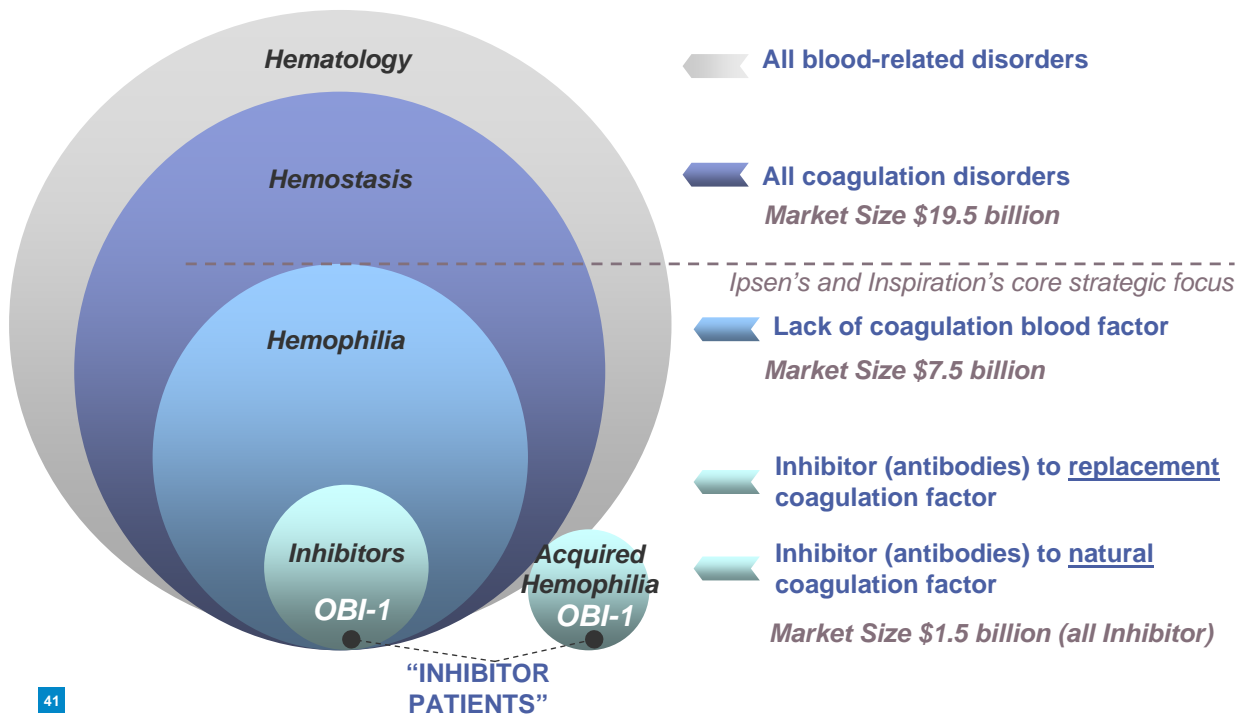 Hematology
All blood-related disorders
Hemostasis
All coagulation disorders
Market Size $19.5 billion
Ipsen’s and Inspiration’s core strategic focus
Hemophilia
Lack of coagulation blood factor
Market Size $7.5 billion
Inhibitor (antibodies) to replacement
coagulation factor
Inhibitors
OBI-1
Acquired
Hemophilia
OBI-1
Inhibitor (antibodies) to natural
coagulation factor
Market Size $1.5 billion (all Inhibitor)
“INHIBITOR
PATIENTS”
41